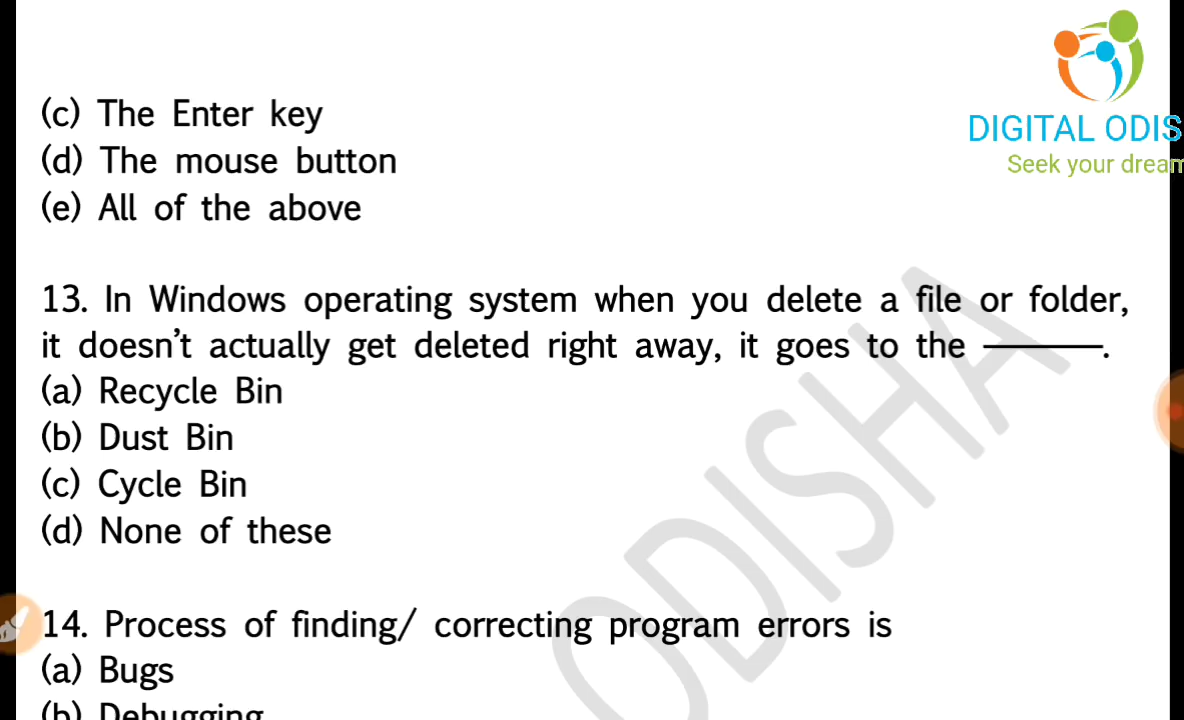 DIGITAL ODIS
Seek your dream
(c) The Enter key
(d) The mouse button
(e) All of the above
13. In Windows operating system when you delete a file or folder,
it doesn't actually get deleted right away, it goes to the ———.
(a) Recycle Bin
(b) Dust Bin
(c) Cycle Bin
(d) None of these
14. Process of finding/ correcting program errors is
(a) Bugs
(b) Debugging
ODISHA